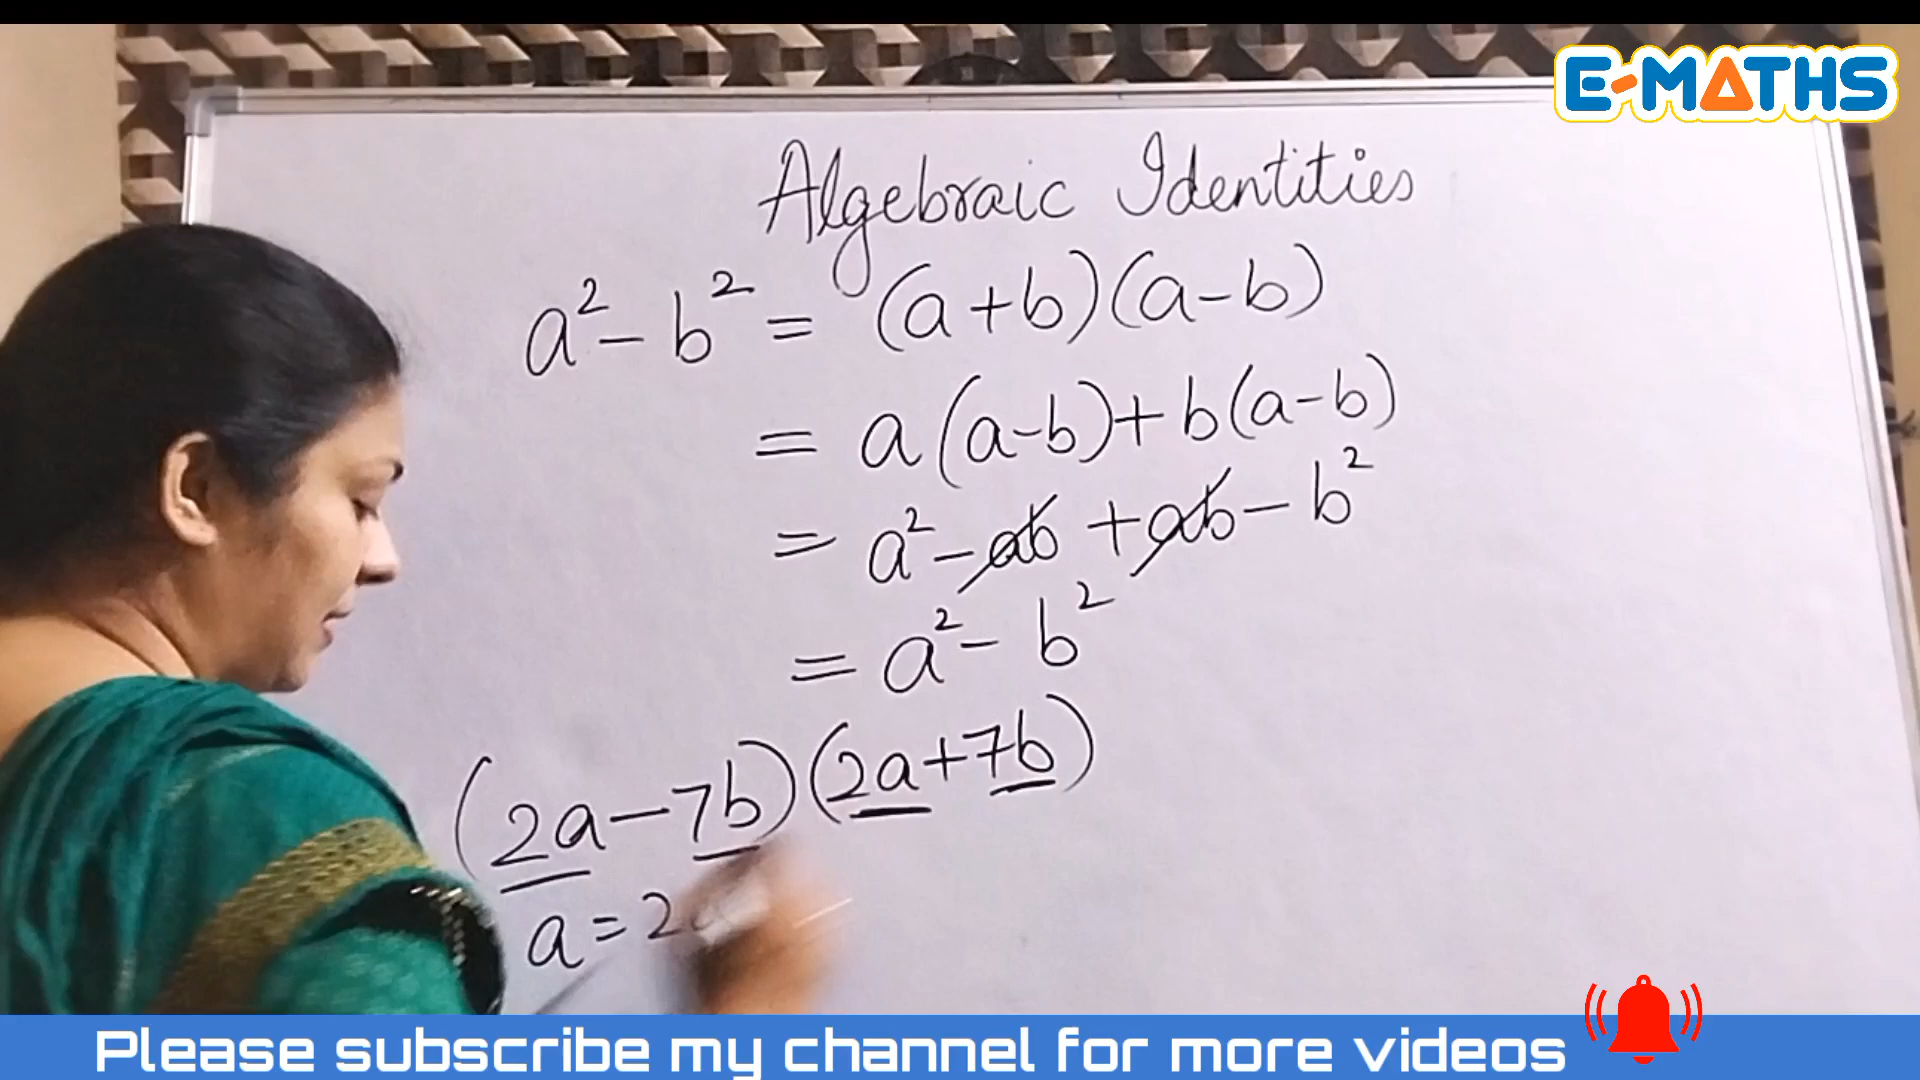 E-MATHS
Algebraic Identities
a² - b² = (a+b)(a-b)
= a(a-b)+b(a-b)
= a² - ab + ab - b²
= a² - b²
(2a-7b)(2a+7b)
a=2a
Please subscribe my channel for more videos